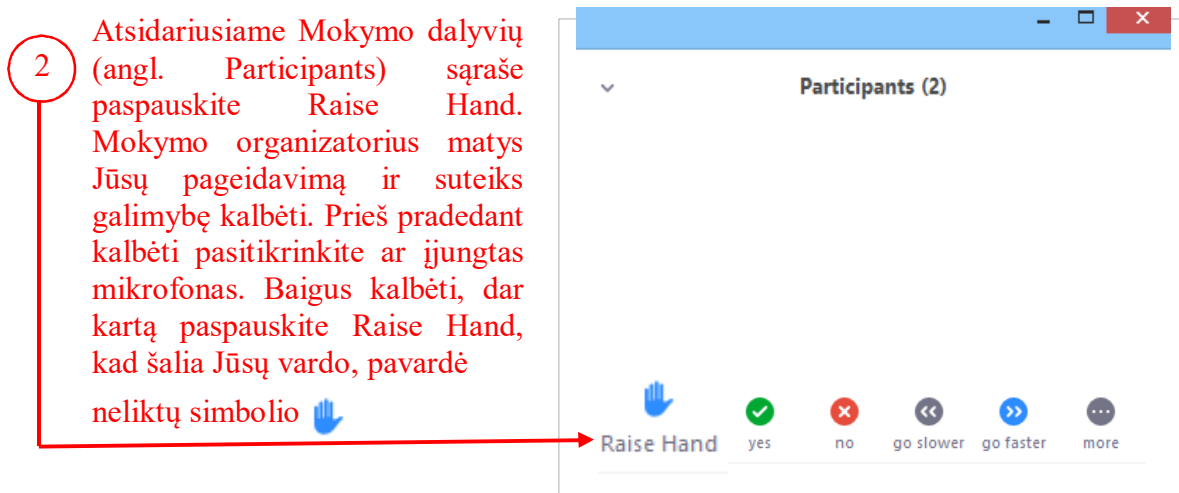 2
Atsidariusiame Mokymo dalyvių
(angl. Participants) sąraše
paspauskite Raise Hand.
Mokymo organizatorius matys
Jūsų pageidavimą ir suteiks
galimybę kalbėti. Prieš pradedant
kalbėti pasitikrinkite ar įjungtas
mikrofonas. Baigus kalbėti, dar
kartą paspauskite Raise Hand,
kad šalia Jūsų vardo, pavardė
neliktų simbolio
Participants (2)
Raise Hand yes no go slower go faster more